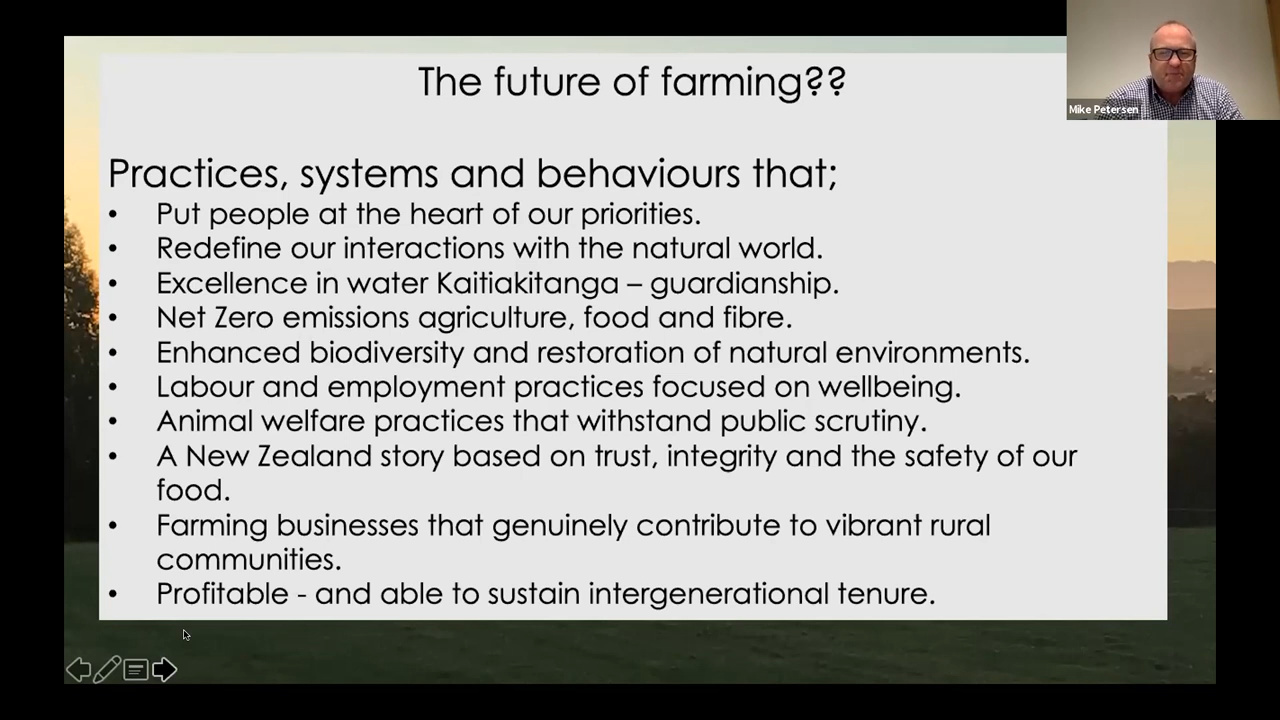 The future of farming??
Mike Petersen
Practices, systems and behaviours that;
• Put people at the heart of our priorities.
• Redefine our interactions with the natural world.
• Excellence in water Kaitiakitanga – guardianship.
• Net Zero emissions agriculture, food and fibre.
• Enhanced biodiversity and restoration of natural environments.
• Labour and employment practices focused on wellbeing.
• Animal welfare practices that withstand public scrutiny.
• A New Zealand story based on trust, integrity and the safety of our
food.
• Farming businesses that genuinely contribute to vibrant rural
communities.
• Profitable - and able to sustain intergenerational tenure.